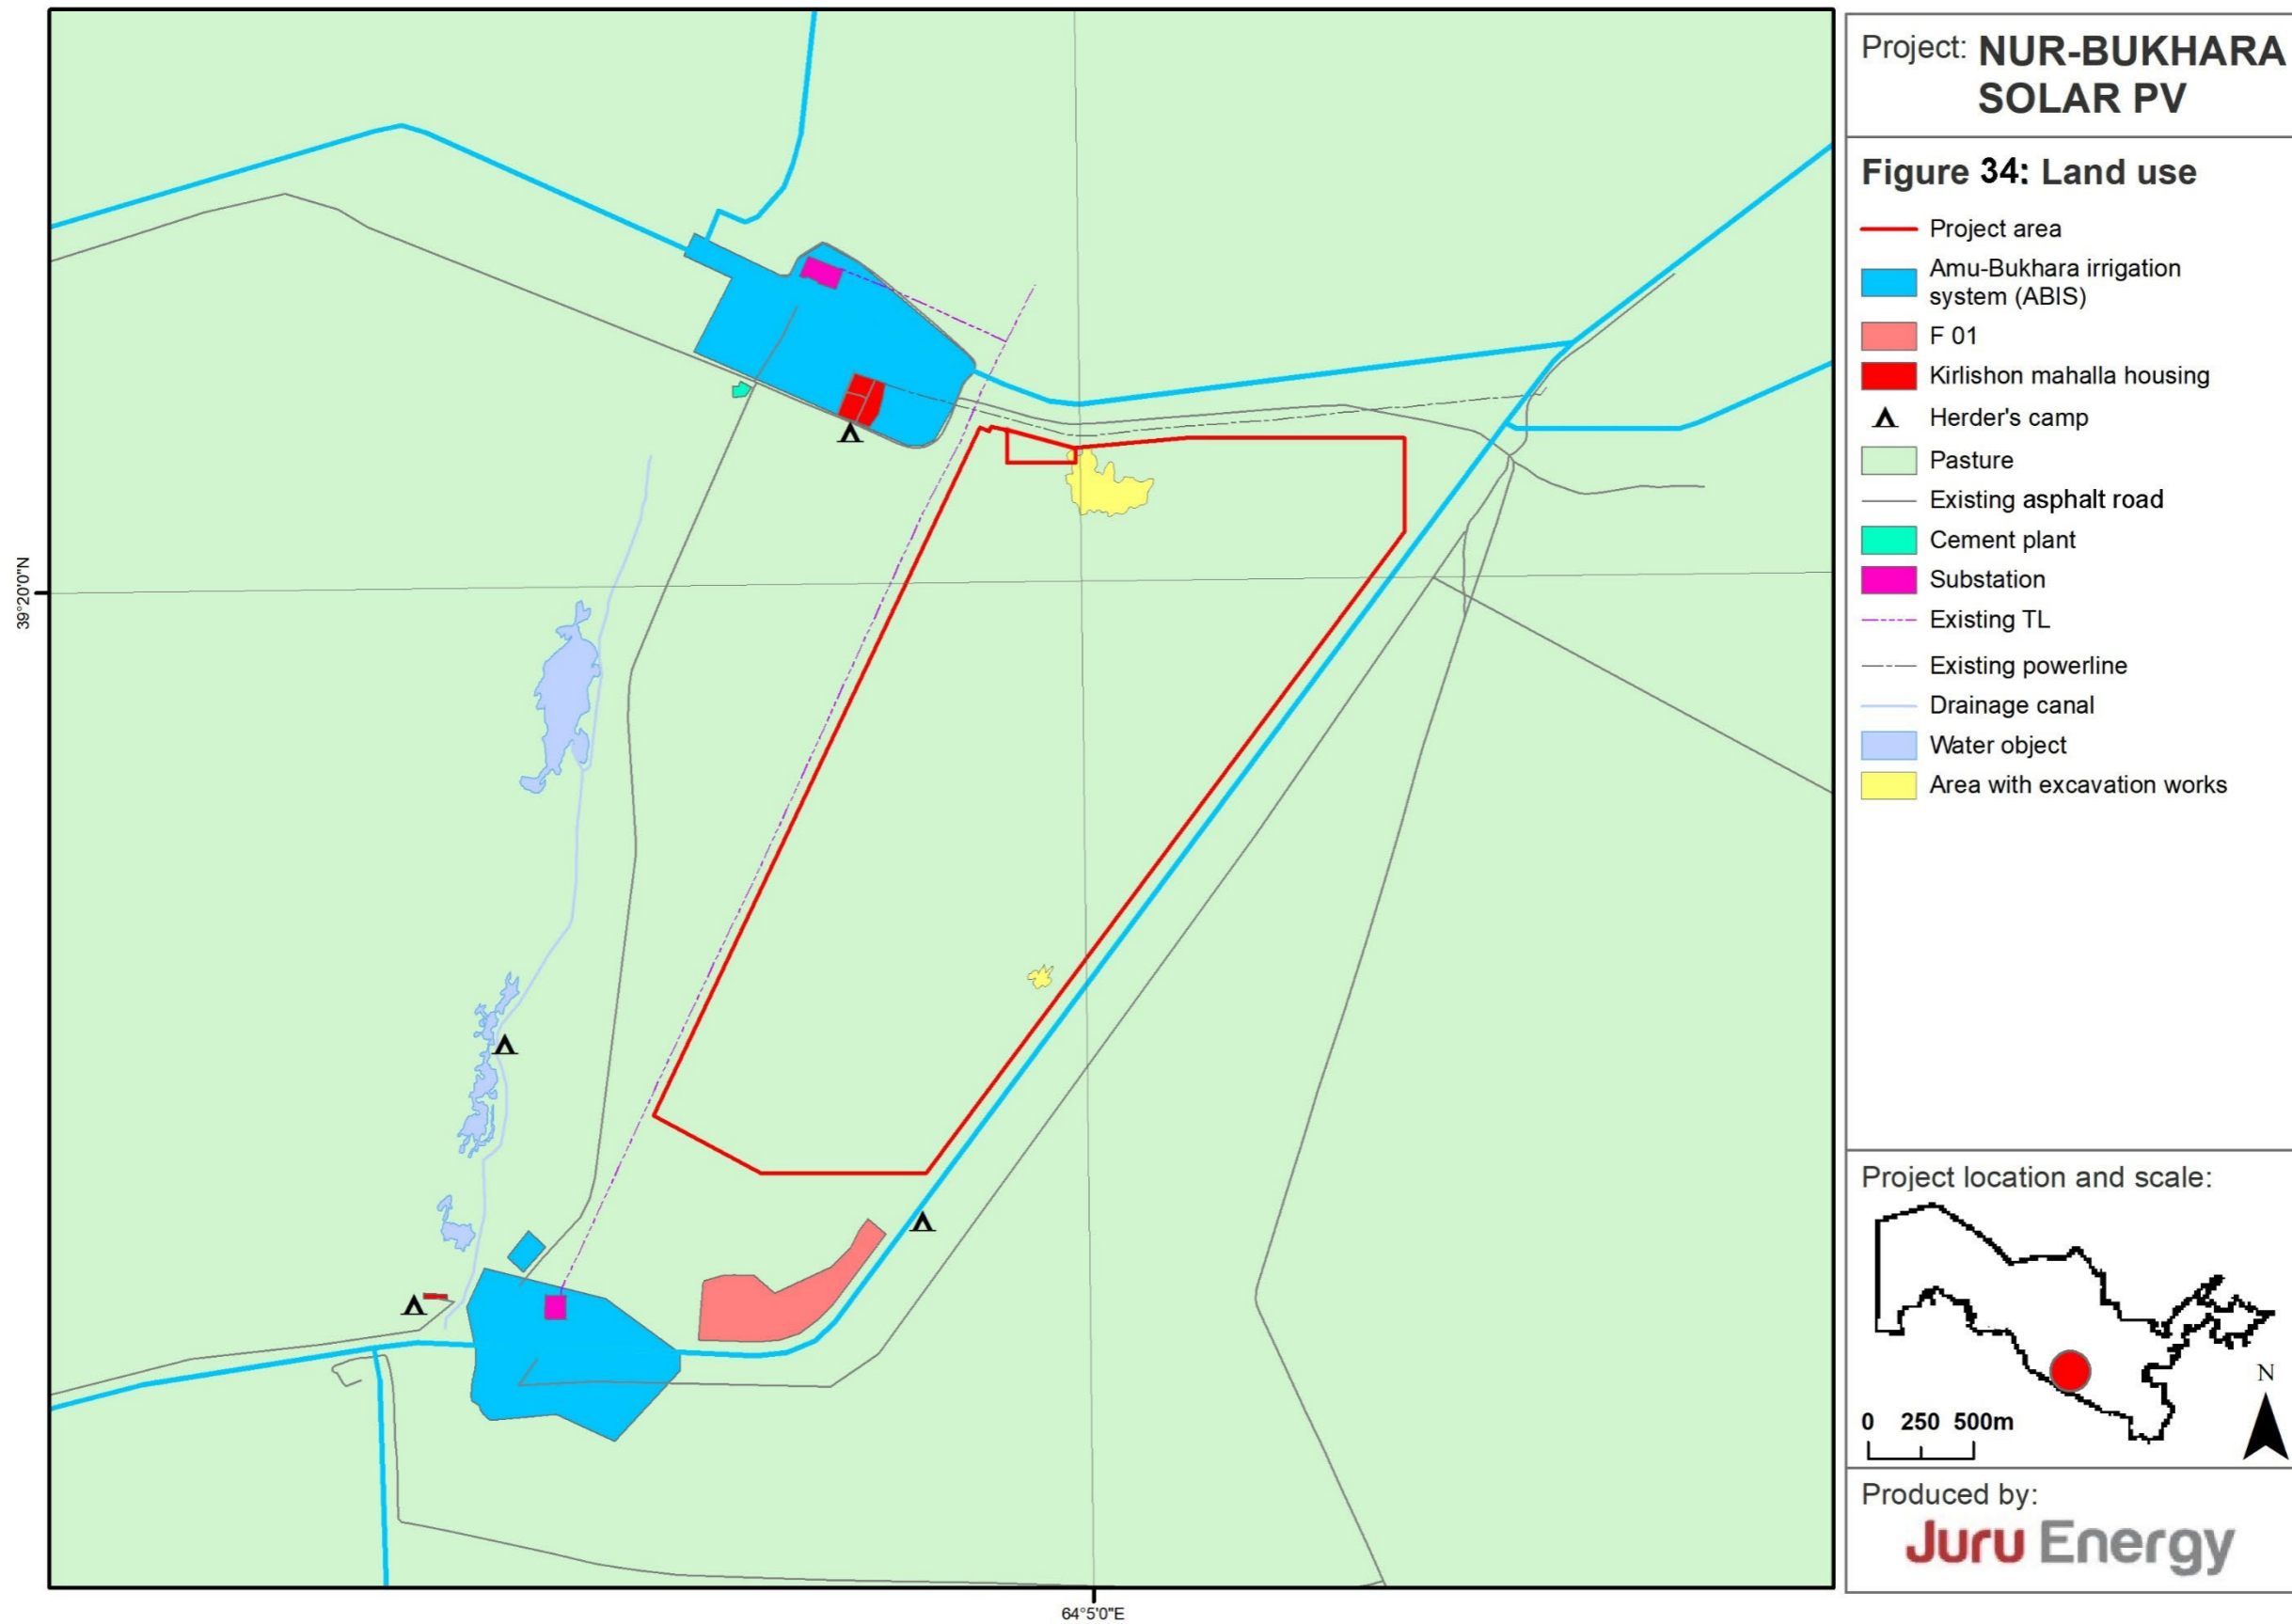 Project: NUR-BUKHARA
SOLAR PV
Figure 34: Land use
Project area
Amu-Bukhara irrigation
system (ABIS)
F 01
Kirlishon mahalla housing
Herder's camp
Pasture
Existing asphalt road
Cement plant
Substation
Existing TL
Existing powerline
Drainage canal
Water object
Area with excavation works
39°20'0"N
64°5'0"E
Project location and scale:
N
0 250 500m
Produced by:
Juru Energy